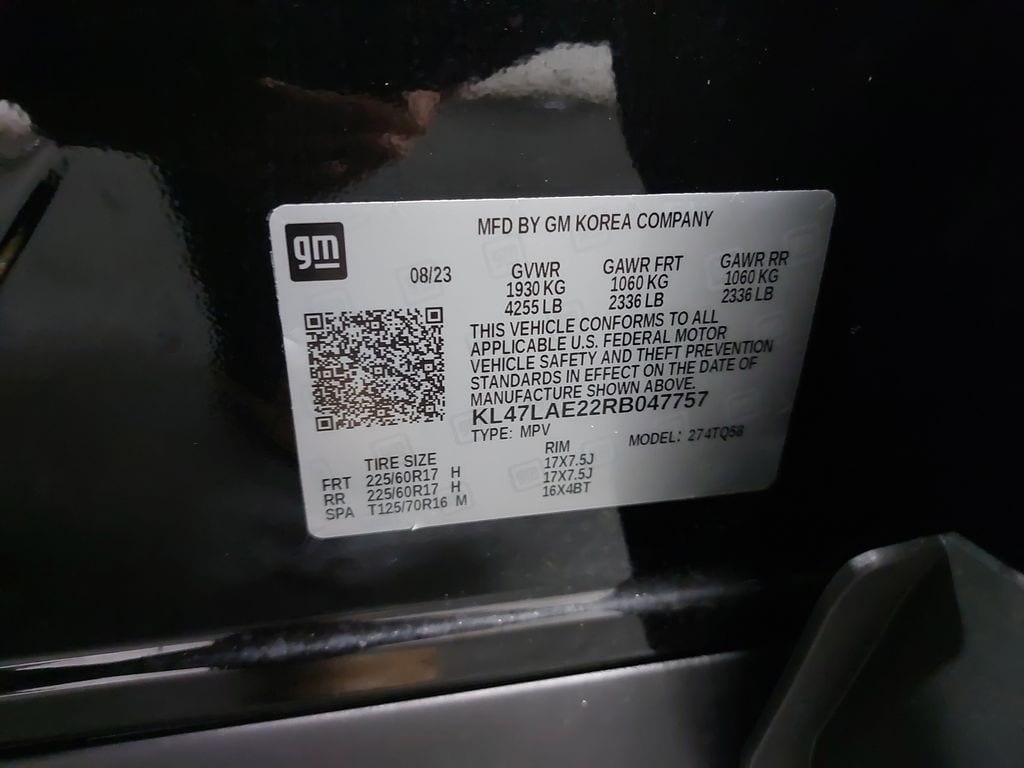 gm
MFD BY GM KOREA COMPANY
08/23
GVWR
1930 KG
4255 LB
GAWR FRT
1060 KG
2336 LB
GAWR RR
1060 KG
2336 LB
THIS VEHICLE CONFORMS TO ALL
APPLICABLE U.S. FEDERAL MOTOR
VEHICLE SAFETY AND THEFT PREVENTION
STANDARDS IN EFFECT ON THE DATE OF
MANUFACTURE SHOWN ABOVE.
KL47LAE22RB047757
TYPE: MPV
MODEL: 274TQ58
TIRE SIZE RIM
FRT 225/60R17 H 17X7.5J
RR 225/60R17 H 17X7.5J
SPA T125/70R16 M 16X4BT